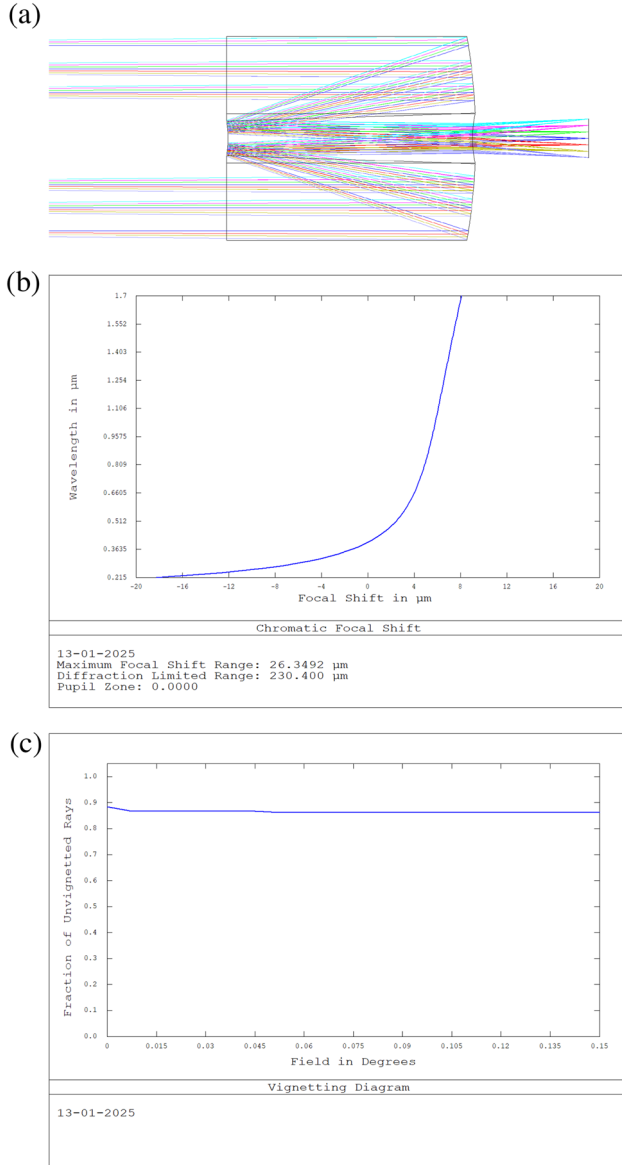 (a)
(b)
Wavelength in µm
1.7
1.552
1.403
1.254
1.106
0.9575
0.809
0.6605
0.512
0.3635
0.215
-20 -16 -12 -8 -4 0 4 8 12 16 20
Focal Shift in µm
Chromatic Focal Shift
13-01-2025
Maximum Focal Shift Range: 26.3492 µm
Diffraction Limited Range: 230.400 µm
Pupil Zone: 0.0000
(c)
Fraction of Unvignetted Rays
1.0
0.9
0.8
0.7
0.6
0.5
0.4
0.3
0.2
0.1
0.0
0 0.015 0.03 0.045 0.06 0.075 0.09 0.105 0.12 0.135 0.15
Field in Degrees
Vignetting Diagram
13-01-2025